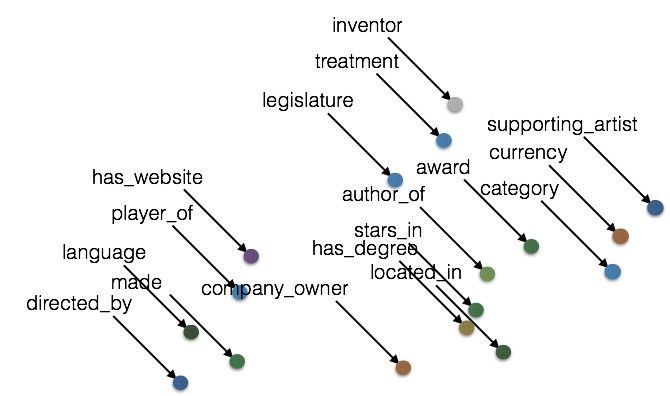 inventor
treatment
legislature
supporting_artist
currency
award
category
has_website
author_of
player_of
stars_in
has_degree
language
located_in
made
company_owner
directed_by